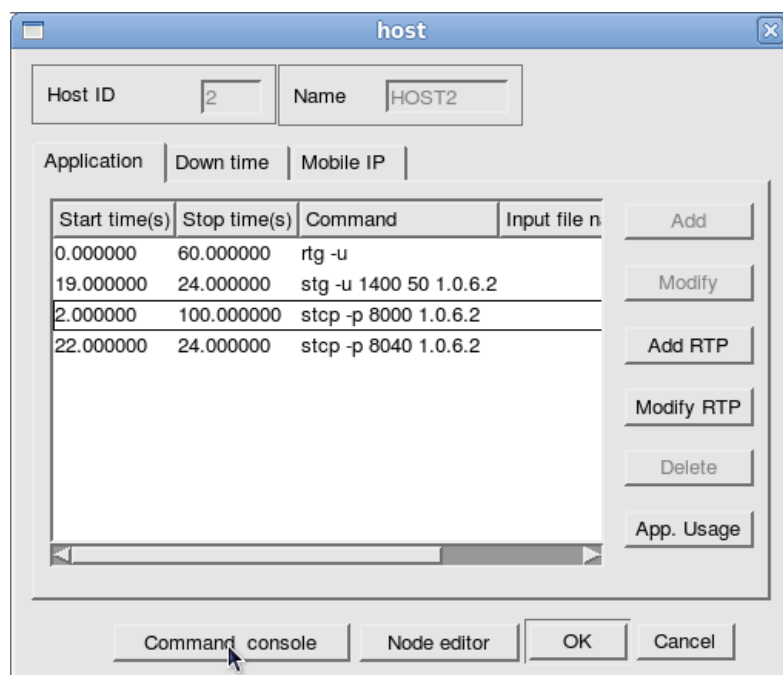 host
Host ID 2 Name HOST2
Application Down time Mobile IP
Start time(s) Stop time(s) Command Input file n
0.000000 60.000000 rtg -u
19.000000 24.000000 stg -u 1400 50 1.0.6.2
2.000000 100.000000 stcp -p 8000 1.0.6.2
22.000000 24.000000 stcp -p 8040 1.0.6.2
Add
Modify
Add RTP
Modify RTP
Delete
App. Usage
Command console Node editor OK Cancel